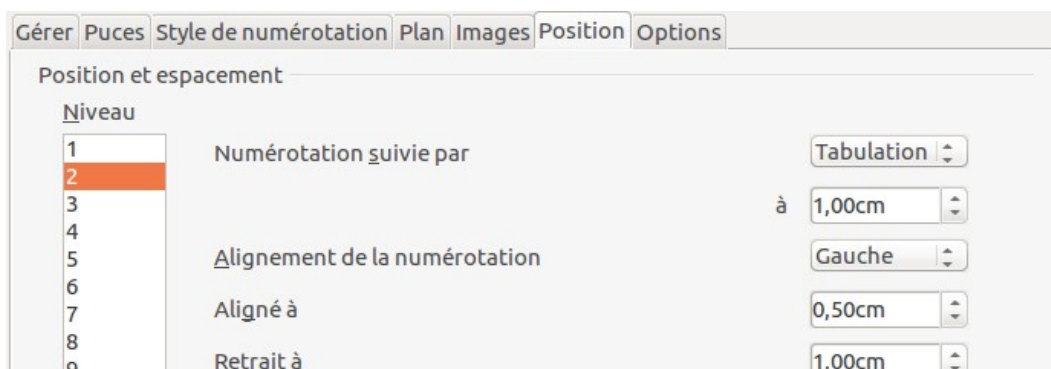 Gérer Puces Style de numérotation Plan Images Position Options
Position et espacement
Niveau
1
2
3
4
5
6
7
8
9
Numérotation suivie par Tabulation
à 1,00cm
Alignement de la numérotation Gauche
Aligné à 0,50cm
Retrait à 1,00cm